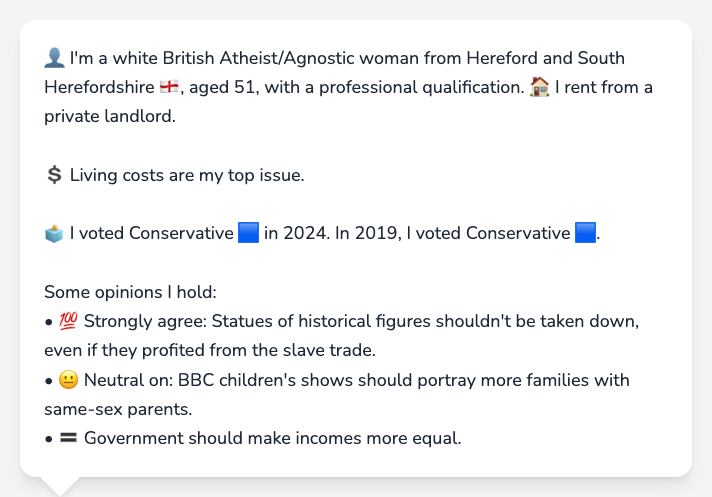 👤 I'm a white British Atheist/Agnostic woman from Hereford and South
Herefordshire 🏴󠁧󠁢󠁥󠁮󠁧󠁿, aged 51, with a professional qualification. 🏠 I rent from a
private landlord.
💲 Living costs are my top issue.
🗳️ I voted Conservative 🟦 in 2024. In 2019, I voted Conservative 🟦.
Some opinions I hold:
• 💯 Strongly agree: Statues of historical figures shouldn't be taken down,
even if they profited from the slave trade.
• 😐 Neutral on: BBC children's shows should portray more families with
same-sex parents.
• 🟰 Government should make incomes more equal.